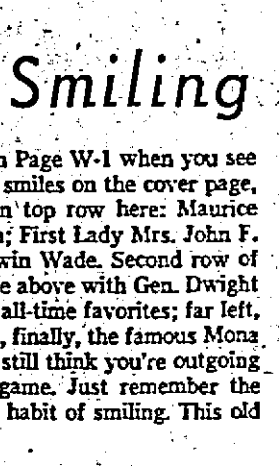 Smiling
n Page W-1 when you see
smiles on the cover page,
n top row here: Maurice
n; First Lady Mrs. John F.
win Wade. Second row of
e above with Gen. Dwight
all-time favorites; far left,
, finally, the famous Mona
still think you're outgoing
game. Just remember the
habit of smiling. This old